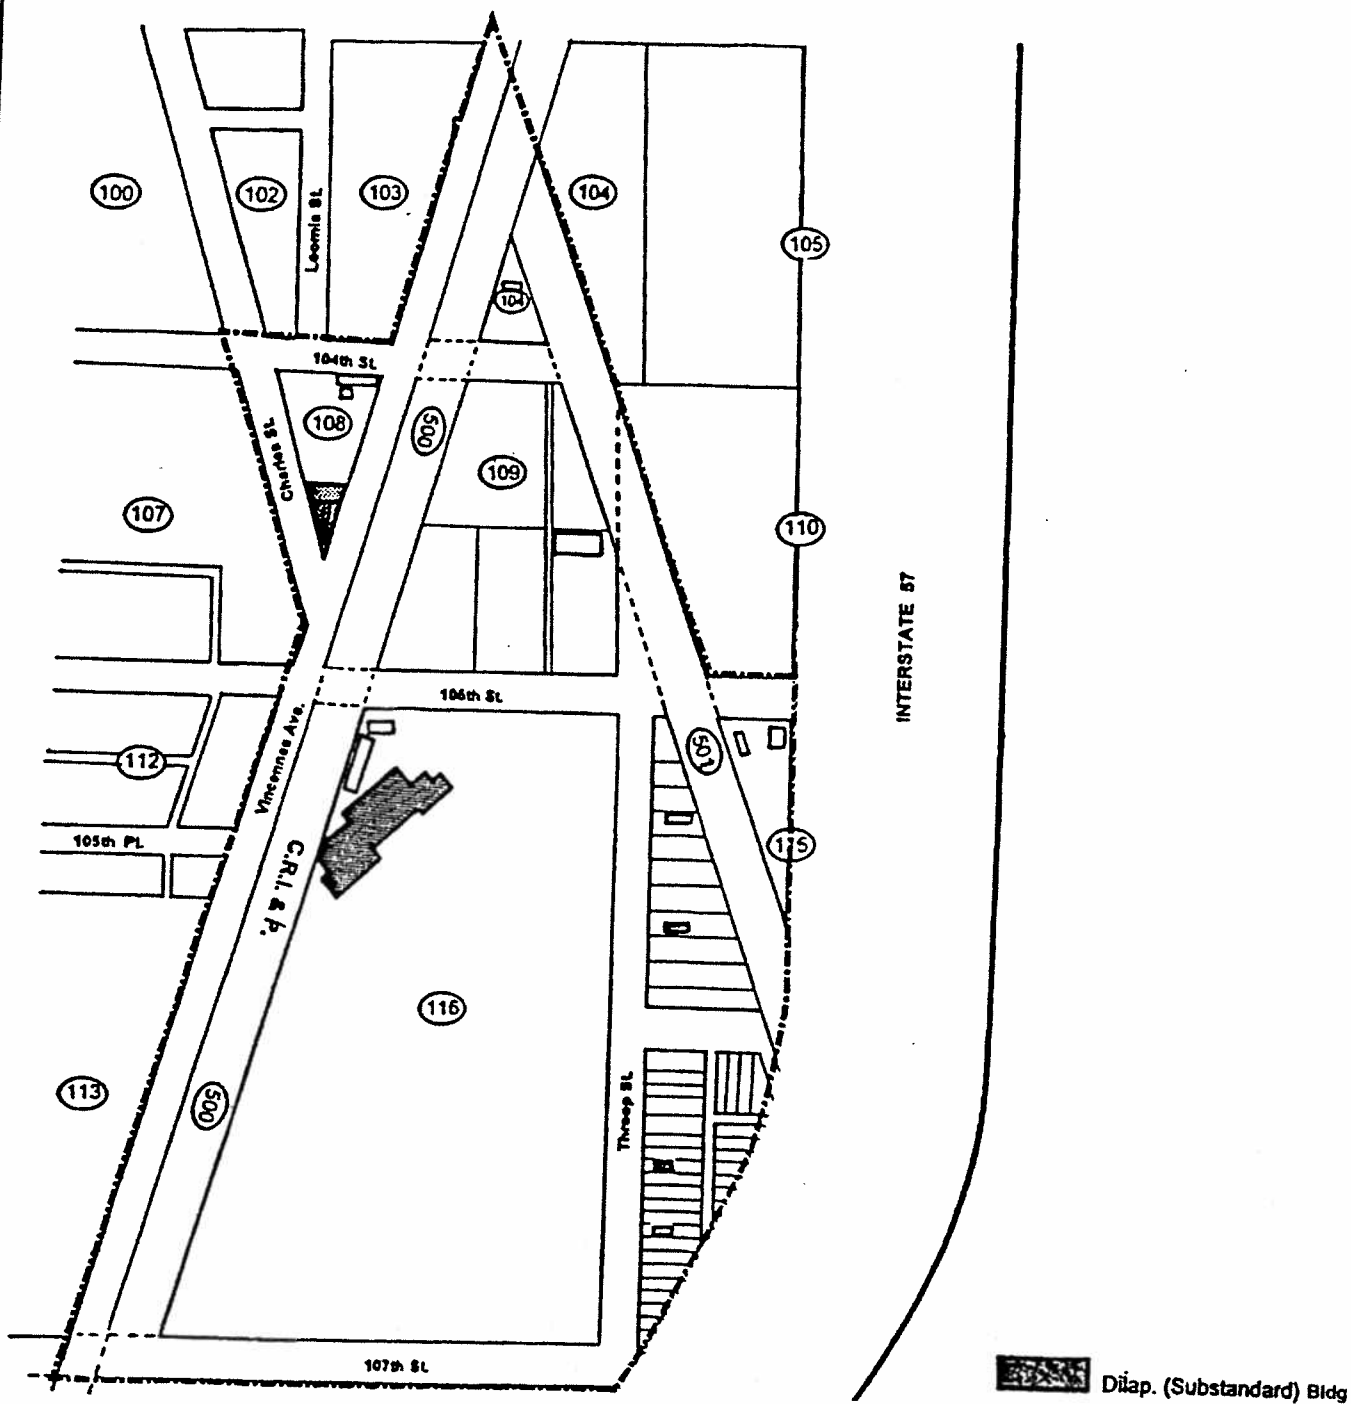 100
102
Loomis St.
103
104
105
104
104th St.
108
500
109
Charles St.
107
110
INTERSTATE 57
106th St.
Vincennes Ave.
501
112
105th Pl.
C.R.I. & P.
115
116
113
500
Throop St.
107th St.
Dilap. (Substandard) Bldg